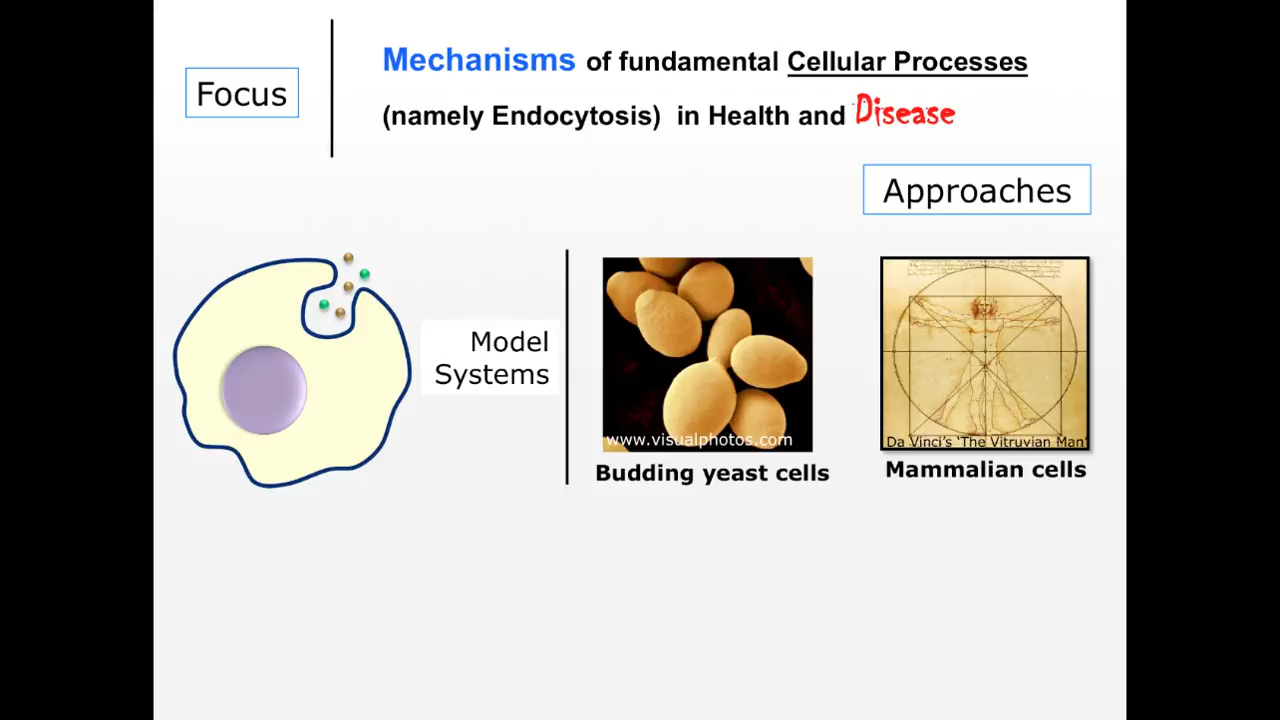 Focus
Mechanisms of fundamental Cellular Processes
(namely Endocytosis) in Health and Disease
Approaches
Model
Systems
www.visualphotos.com
Budding yeast cells
Da Vinci's 'The Vitruvian Man'
Mammalian cells